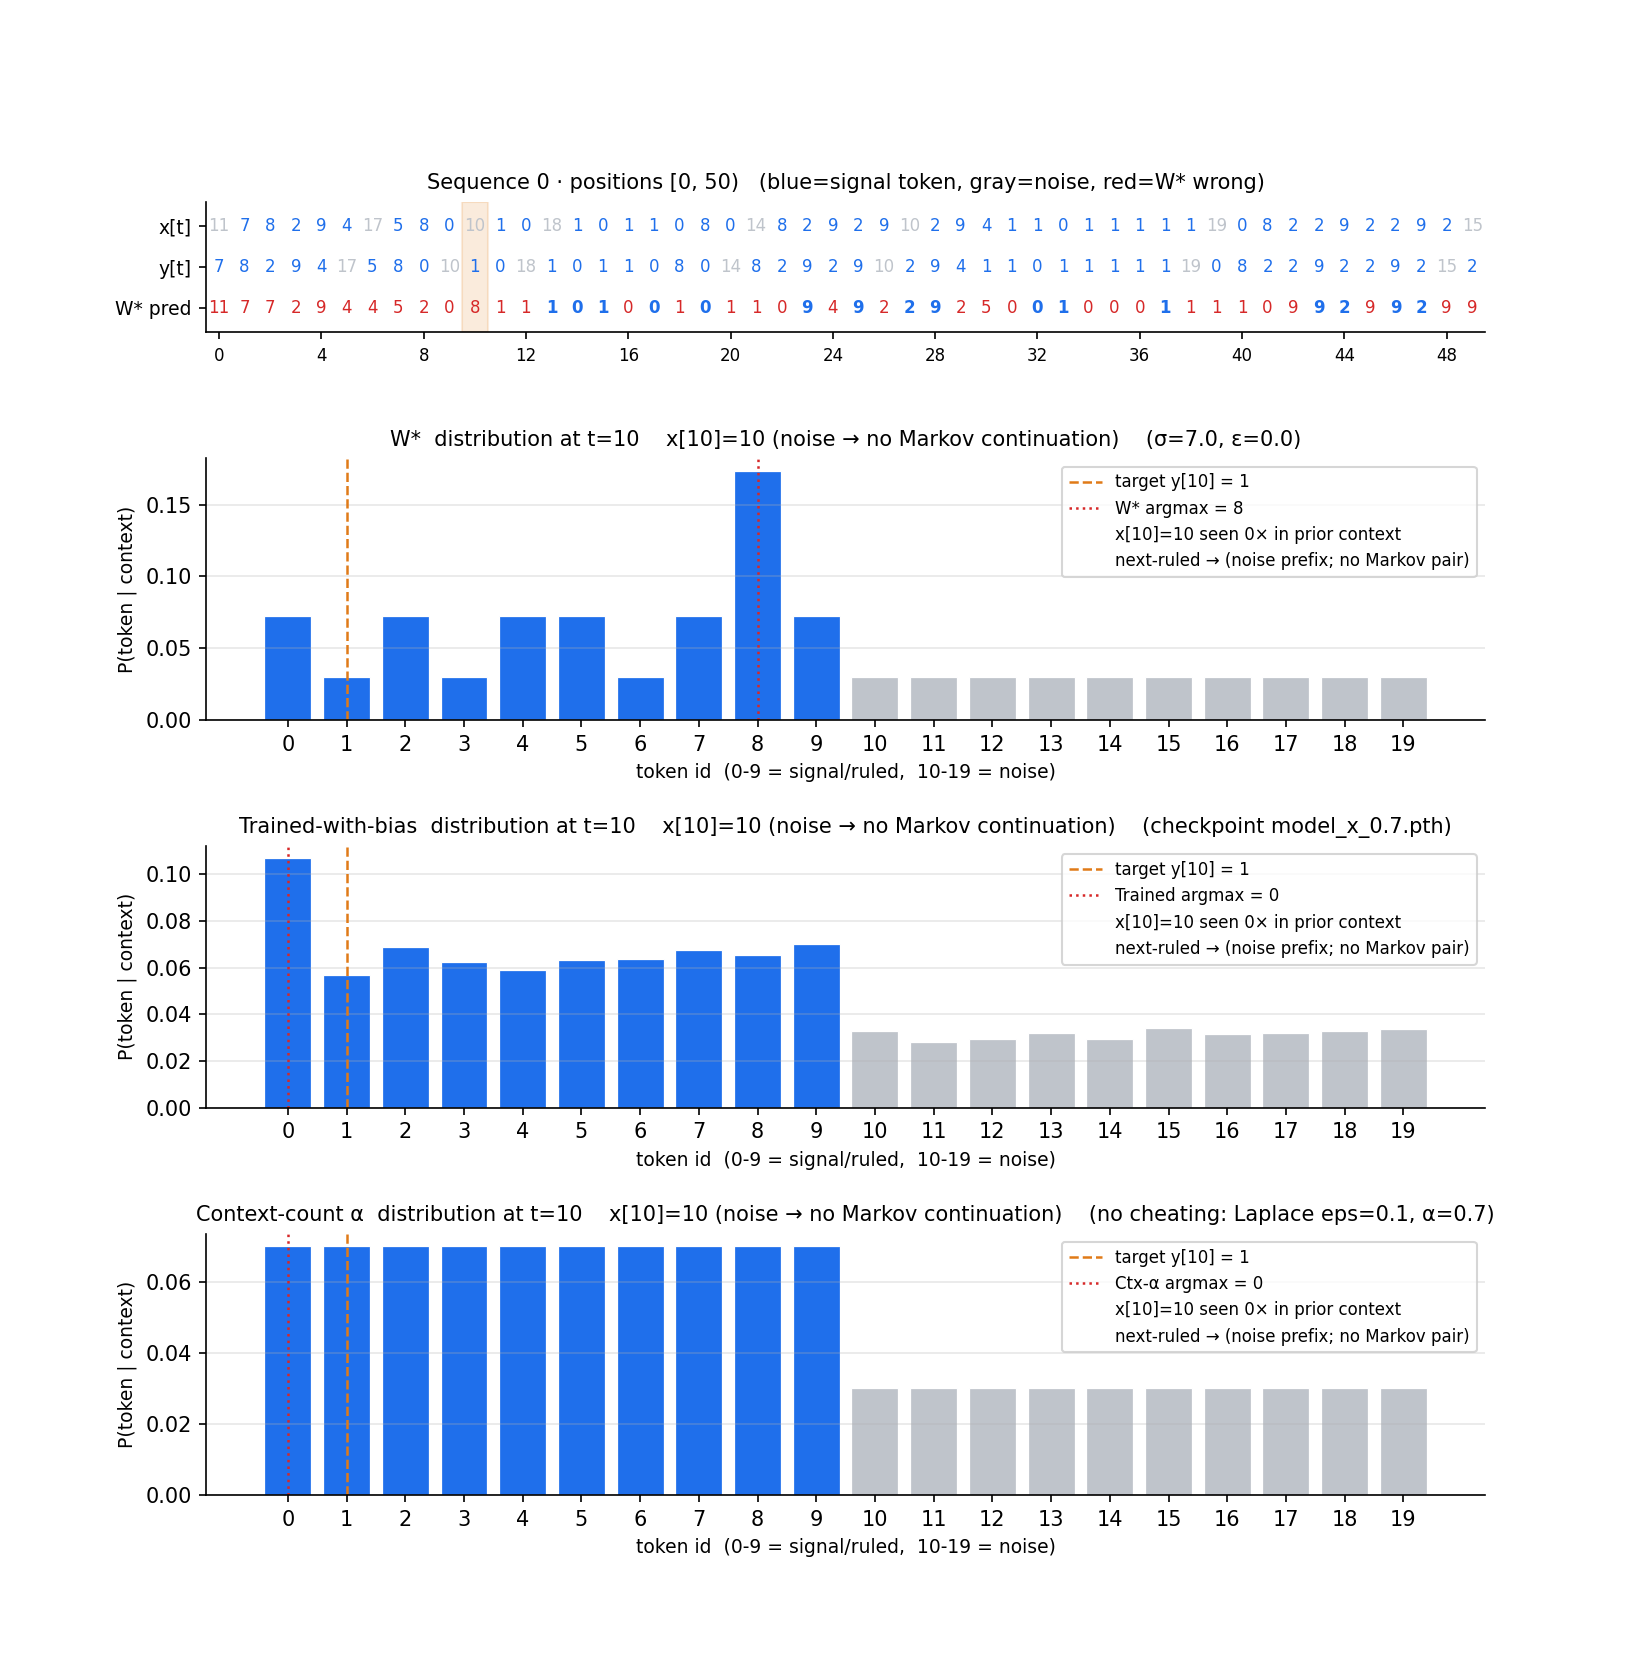 Sequence 0 · positions [0, 50)   (blue=signal token, gray=noise, red=W* wrong)
x[t] 11 7 8 2 9 4 17 5 8 0 10 1 0 18 1 0 1 1 0 8 0 14 8 2 9 2 9 10 2 9 4 1 1 0 1 1 1 1 1 19 0 8 2 2 9 2 2 9 2 15
y[t] 7 8 2 9 4 17 5 8 0 10 1 0 18 1 0 1 1 0 8 0 14 8 2 9 2 9 10 2 9 4 1 1 0 1 1 1 1 1 19 0 8 2 2 9 2 2 9 2 15 2
W* pred 11 7 7 2 9 4 4 5 2 0 8 1 1 1 0 1 0 0 1 0 1 1 0 9 4 9 2 2 9 2 5 0 0 1 0 0 0 1 1 1 1 0 9 9 2 9 9 2 9 9
0 4 8 12 16 20 24 28 32 36 40 44 48
W*  distribution at t=10    x[10]=10 (noise → no Markov continuation)    (σ=7.0, ε=0.0)
target y[10] = 1
W* argmax = 8
x[10]=10 seen 0× in prior context
next-ruled → (noise prefix; no Markov pair)
P(token | context)
0.15
0.10
0.05
0.00
0 1 2 3 4 5 6 7 8 9 10 11 12 13 14 15 16 17 18 19
token id  (0-9 = signal/ruled,  10-19 = noise)
Trained-with-bias  distribution at t=10    x[10]=10 (noise → no Markov continuation)    (checkpoint model_x_0.7.pth)
target y[10] = 1
Trained argmax = 0
x[10]=10 seen 0× in prior context
next-ruled → (noise prefix; no Markov pair)
P(token | context)
0.10
0.08
0.06
0.04
0.02
0.00
0 1 2 3 4 5 6 7 8 9 10 11 12 13 14 15 16 17 18 19
token id  (0-9 = signal/ruled,  10-19 = noise)
Context-count α  distribution at t=10    x[10]=10 (noise → no Markov continuation)    (no cheating: Laplace eps=0.1, α=0.7)
target y[10] = 1
Ctx-α argmax = 0
x[10]=10 seen 0× in prior context
next-ruled → (noise prefix; no Markov pair)
P(token | context)
0.06
0.04
0.02
0.00
0 1 2 3 4 5 6 7 8 9 10 11 12 13 14 15 16 17 18 19
token id  (0-9 = signal/ruled,  10-19 = noise)